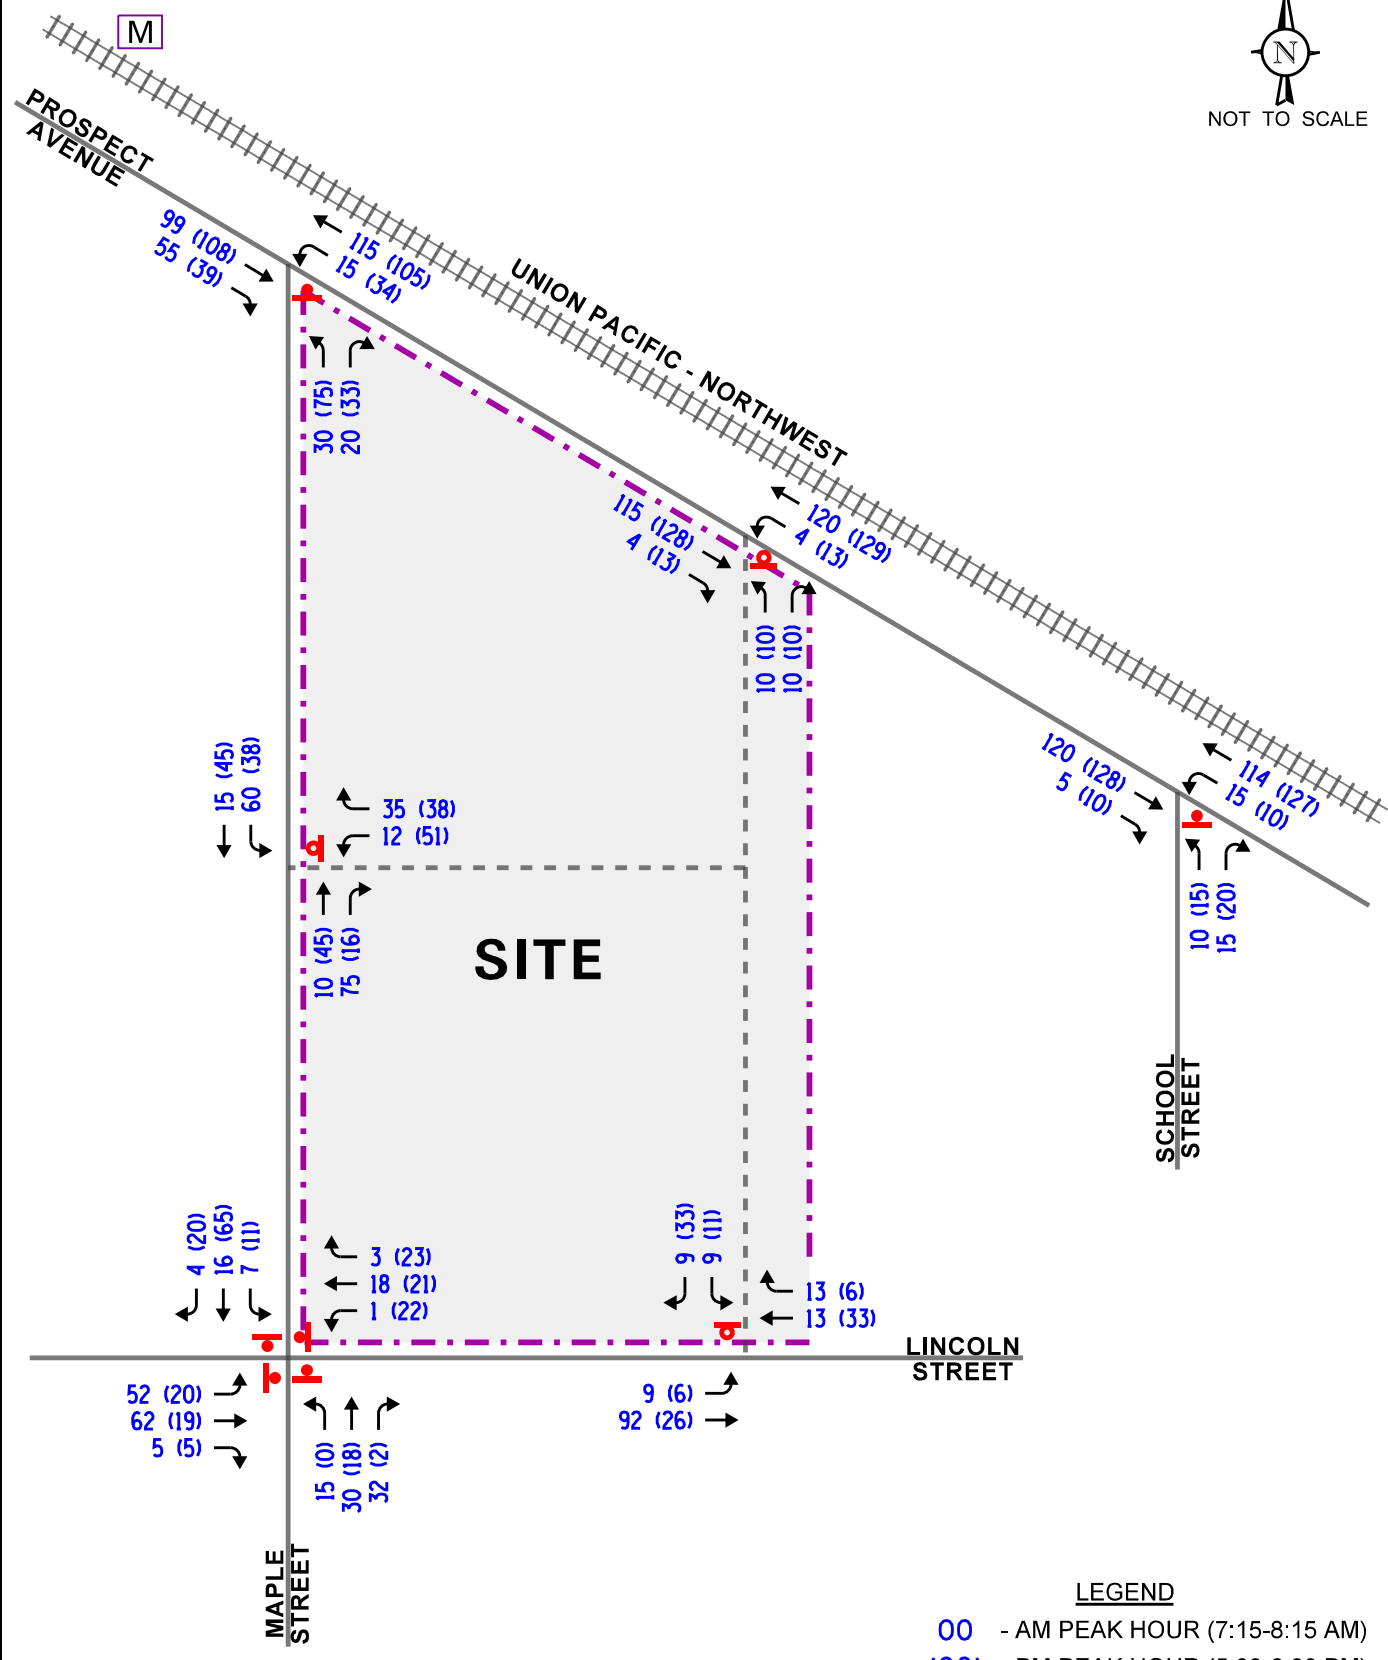 M
N
NOT TO SCALE
PROSPECT
AVENUE
99 (108)
55 (39)
115 (105)
15 (34)
UNION PACIFIC - NORTHWEST
30 (75)
20 (33)
115 (128)
4 (13)
120 (129)
4 (13)
10 (10)
10 (10)
120 (128)
5 (10)
114 (127)
15 (10)
10 (15)
15 (20)
15 (45)
60 (38)
35 (38)
12 (51)
10 (45)
75 (16)
SITE
SCHOOL
STREET
4 (20)
16 (65)
7 (11)
3 (23)
18 (21)
1 (22)
9 (33)
9 (11)
13 (6)
13 (33)
LINCOLN
STREET
52 (20)
62 (19)
5 (5)
15 (0)
30 (18)
32 (2)
9 (6)
92 (26)
MAPLE
STREET
LEGEND
00 - AM PEAK HOUR (7:15-8:15 AM)